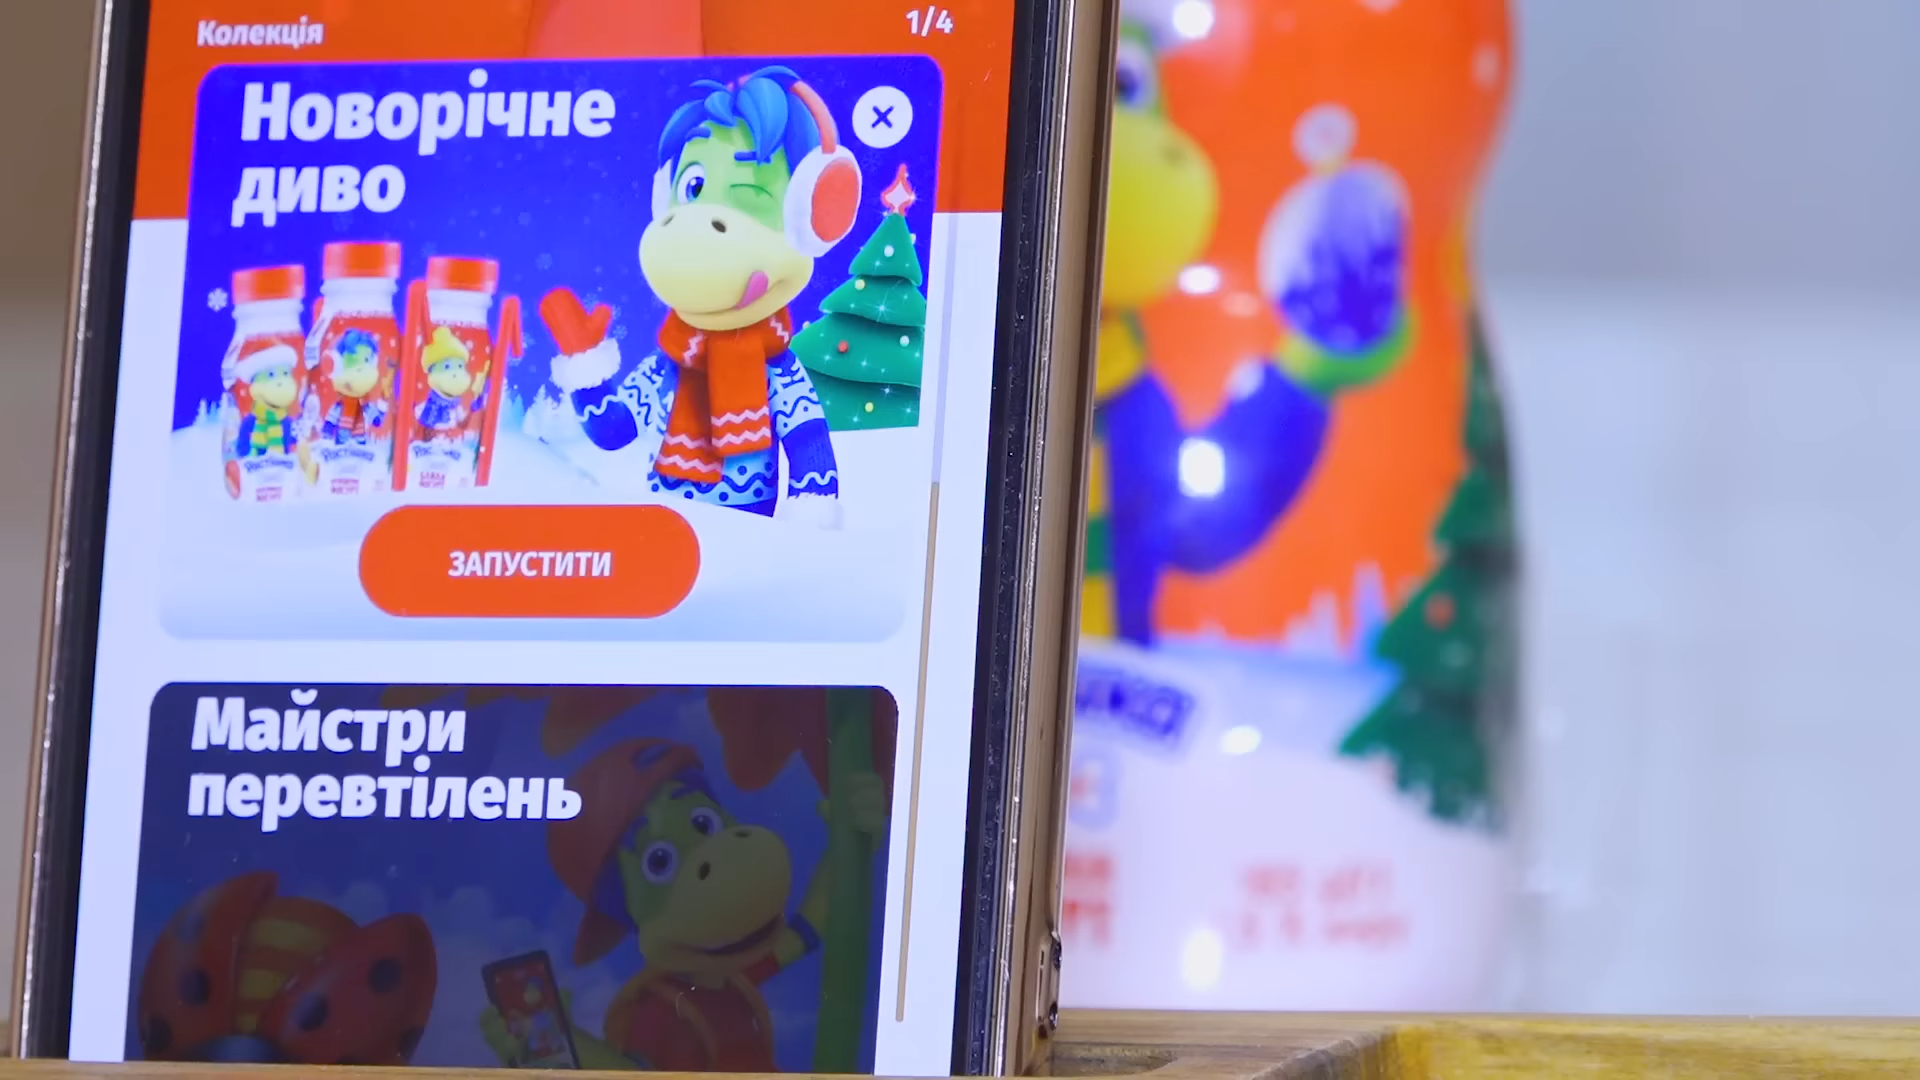 Колекція
1/4
Новорічне
диво
ЗАПУСТИТИ
Майстри
перевтілень